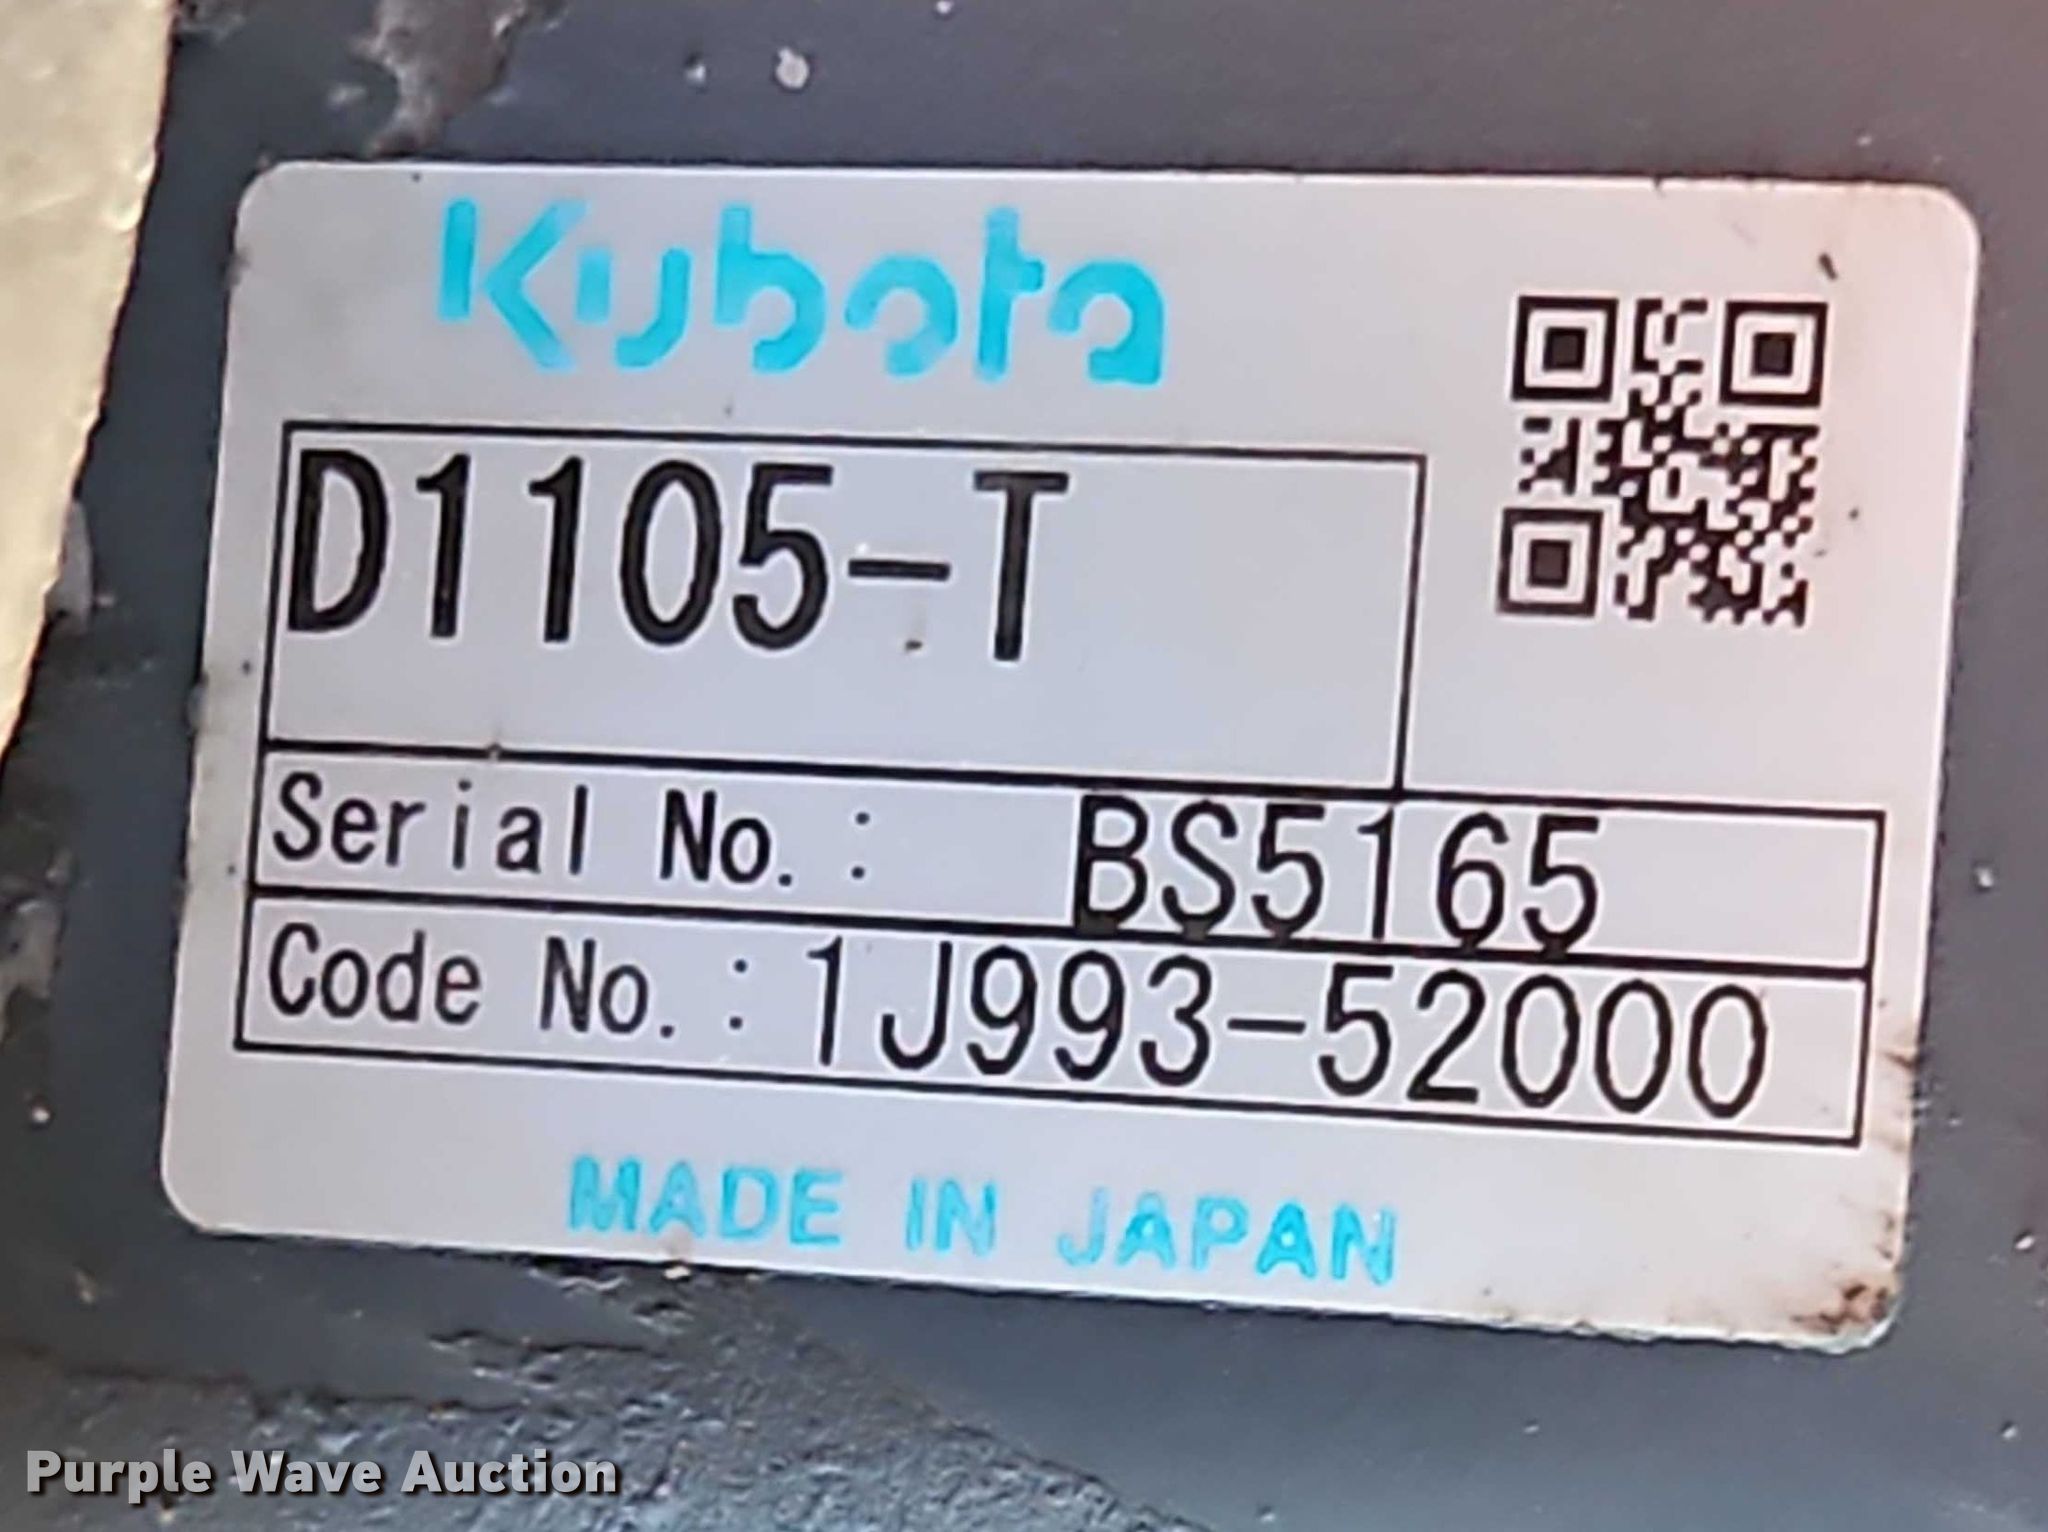 Kubota
D1105-T
Serial No.: BS5165
Code No.: 1J993-52000
MADE IN JAPAN
Purple Wave Auction